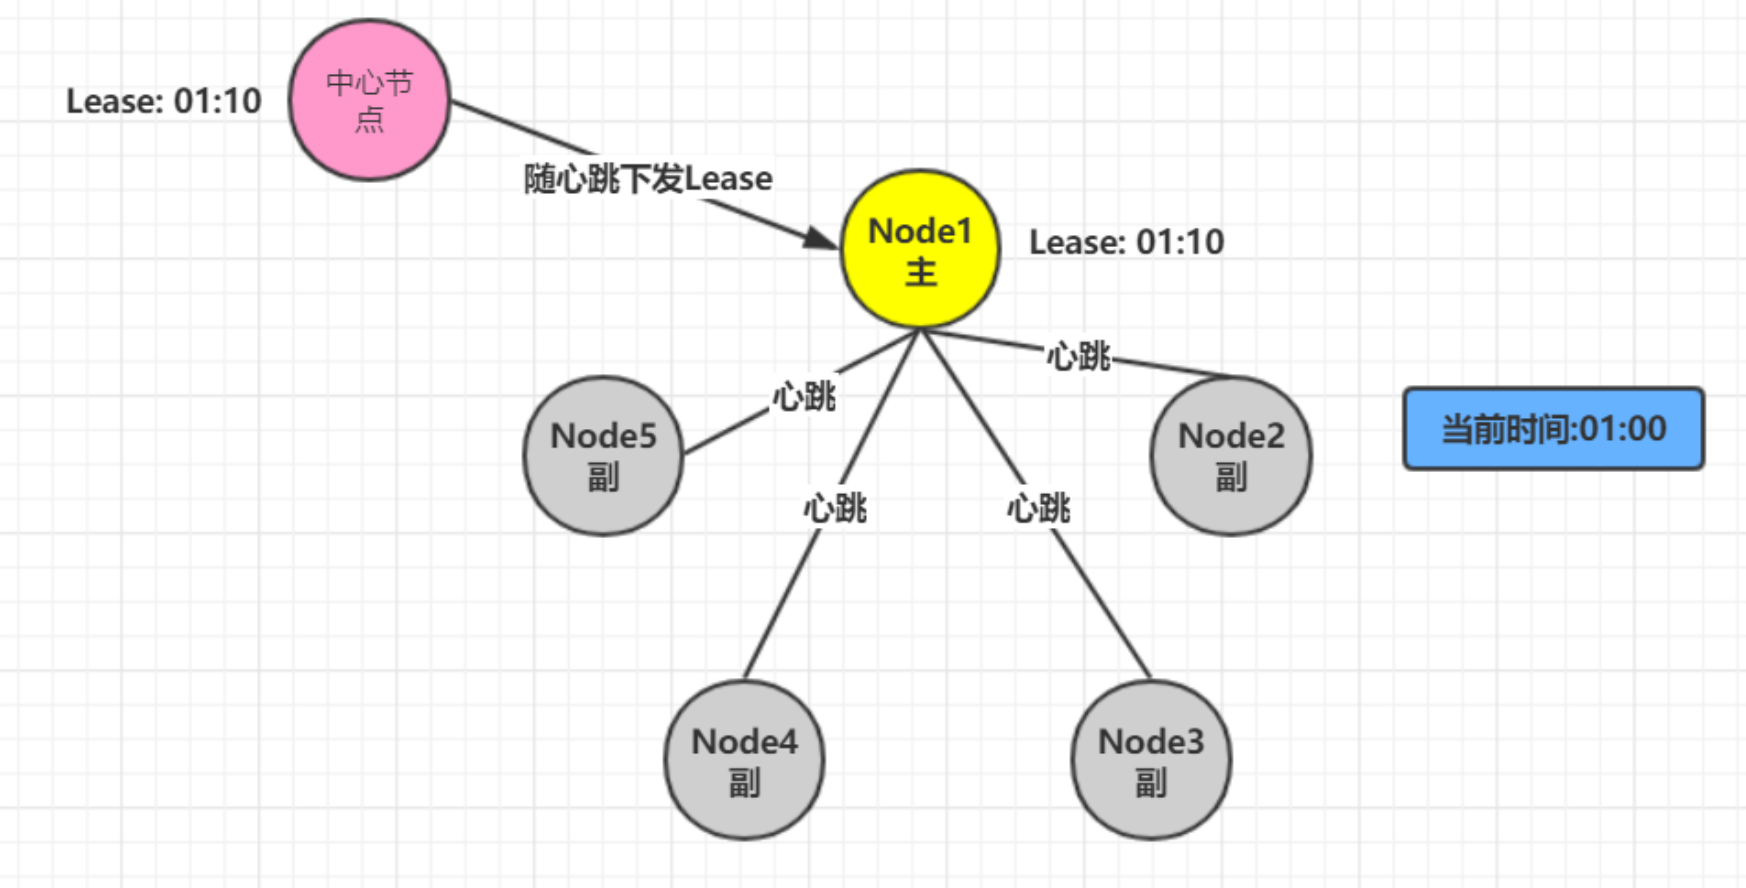 中心节
点
Lease: 01:10
随心跳下发Lease
Node1
主
Lease: 01:10
心跳
心跳
心跳
心跳
Node5
副
Node2
副
当前时间:01:00
Node4
副
Node3
副